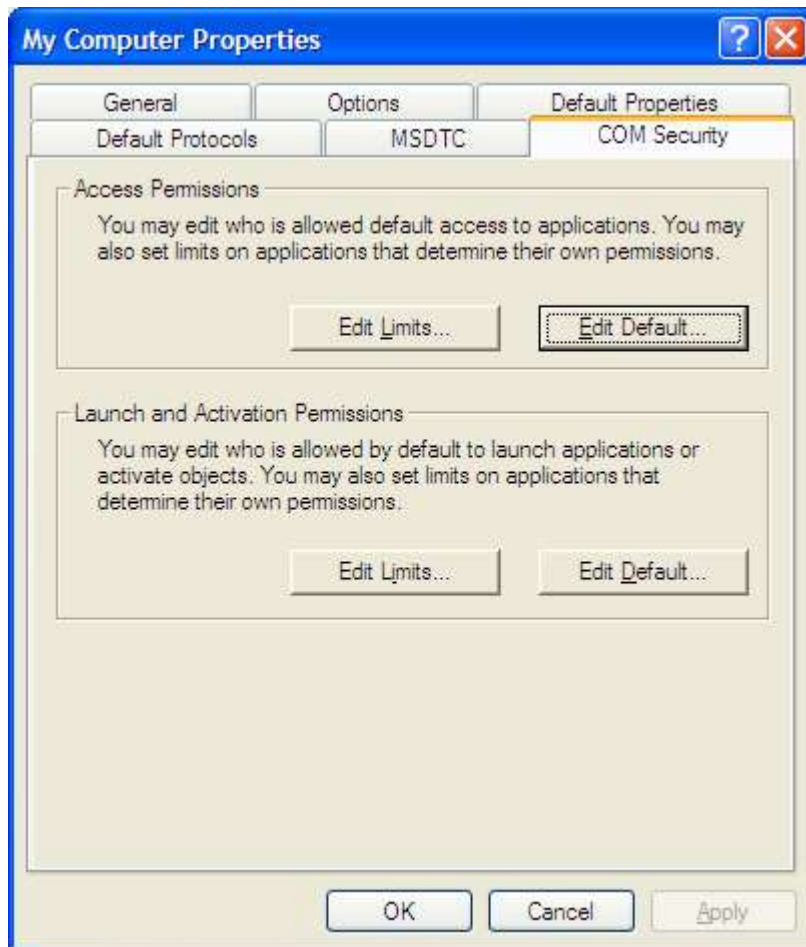 My Computer Properties
General Options Default Properties
Default Protocols MSDTC COM Security
Access Permissions
You may edit who is allowed default access to applications. You may
also set limits on applications that determine their own permissions.
Edit Limits... Edit Default...
Launch and Activation Permissions
You may edit who is allowed by default to launch applications or
activate objects. You may also set limits on applications that
determine their own permissions.
Edit Limits... Edit Default...
OK Cancel Apply